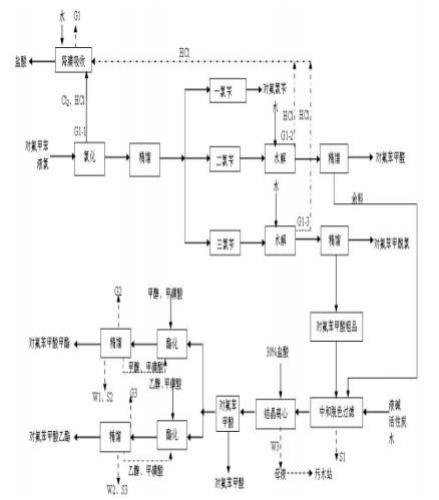 水
G1
盐酸
降膜吸收
HCl
Cl₂、HCl
G1-1
对氟甲苯
液氯
氯化
精馏
一氯苄
对氟氯苄
水
HCl
HCl
G1-2
二氯苄
水解
精馏
对氟苯甲醛
水
G1-3
三氯苄
水解
精馏
对氟苯甲酰氯
对氟苯甲酸粗品
G2
甲醇、甲磺酸
对氟苯甲酸甲酯
精馏
酯化
甲醇、甲磺酸
W1、S2
乙醇、甲磺酸
G3
对氟苯甲酸乙酯
精馏
酯化
乙醇、甲磺酸
W2、S3
对氟苯
甲酸
对氟苯甲酸
30%盐酸
结晶离心
W3
母液
污水站
中和脱色过滤
S1
液碱
活性炭
水